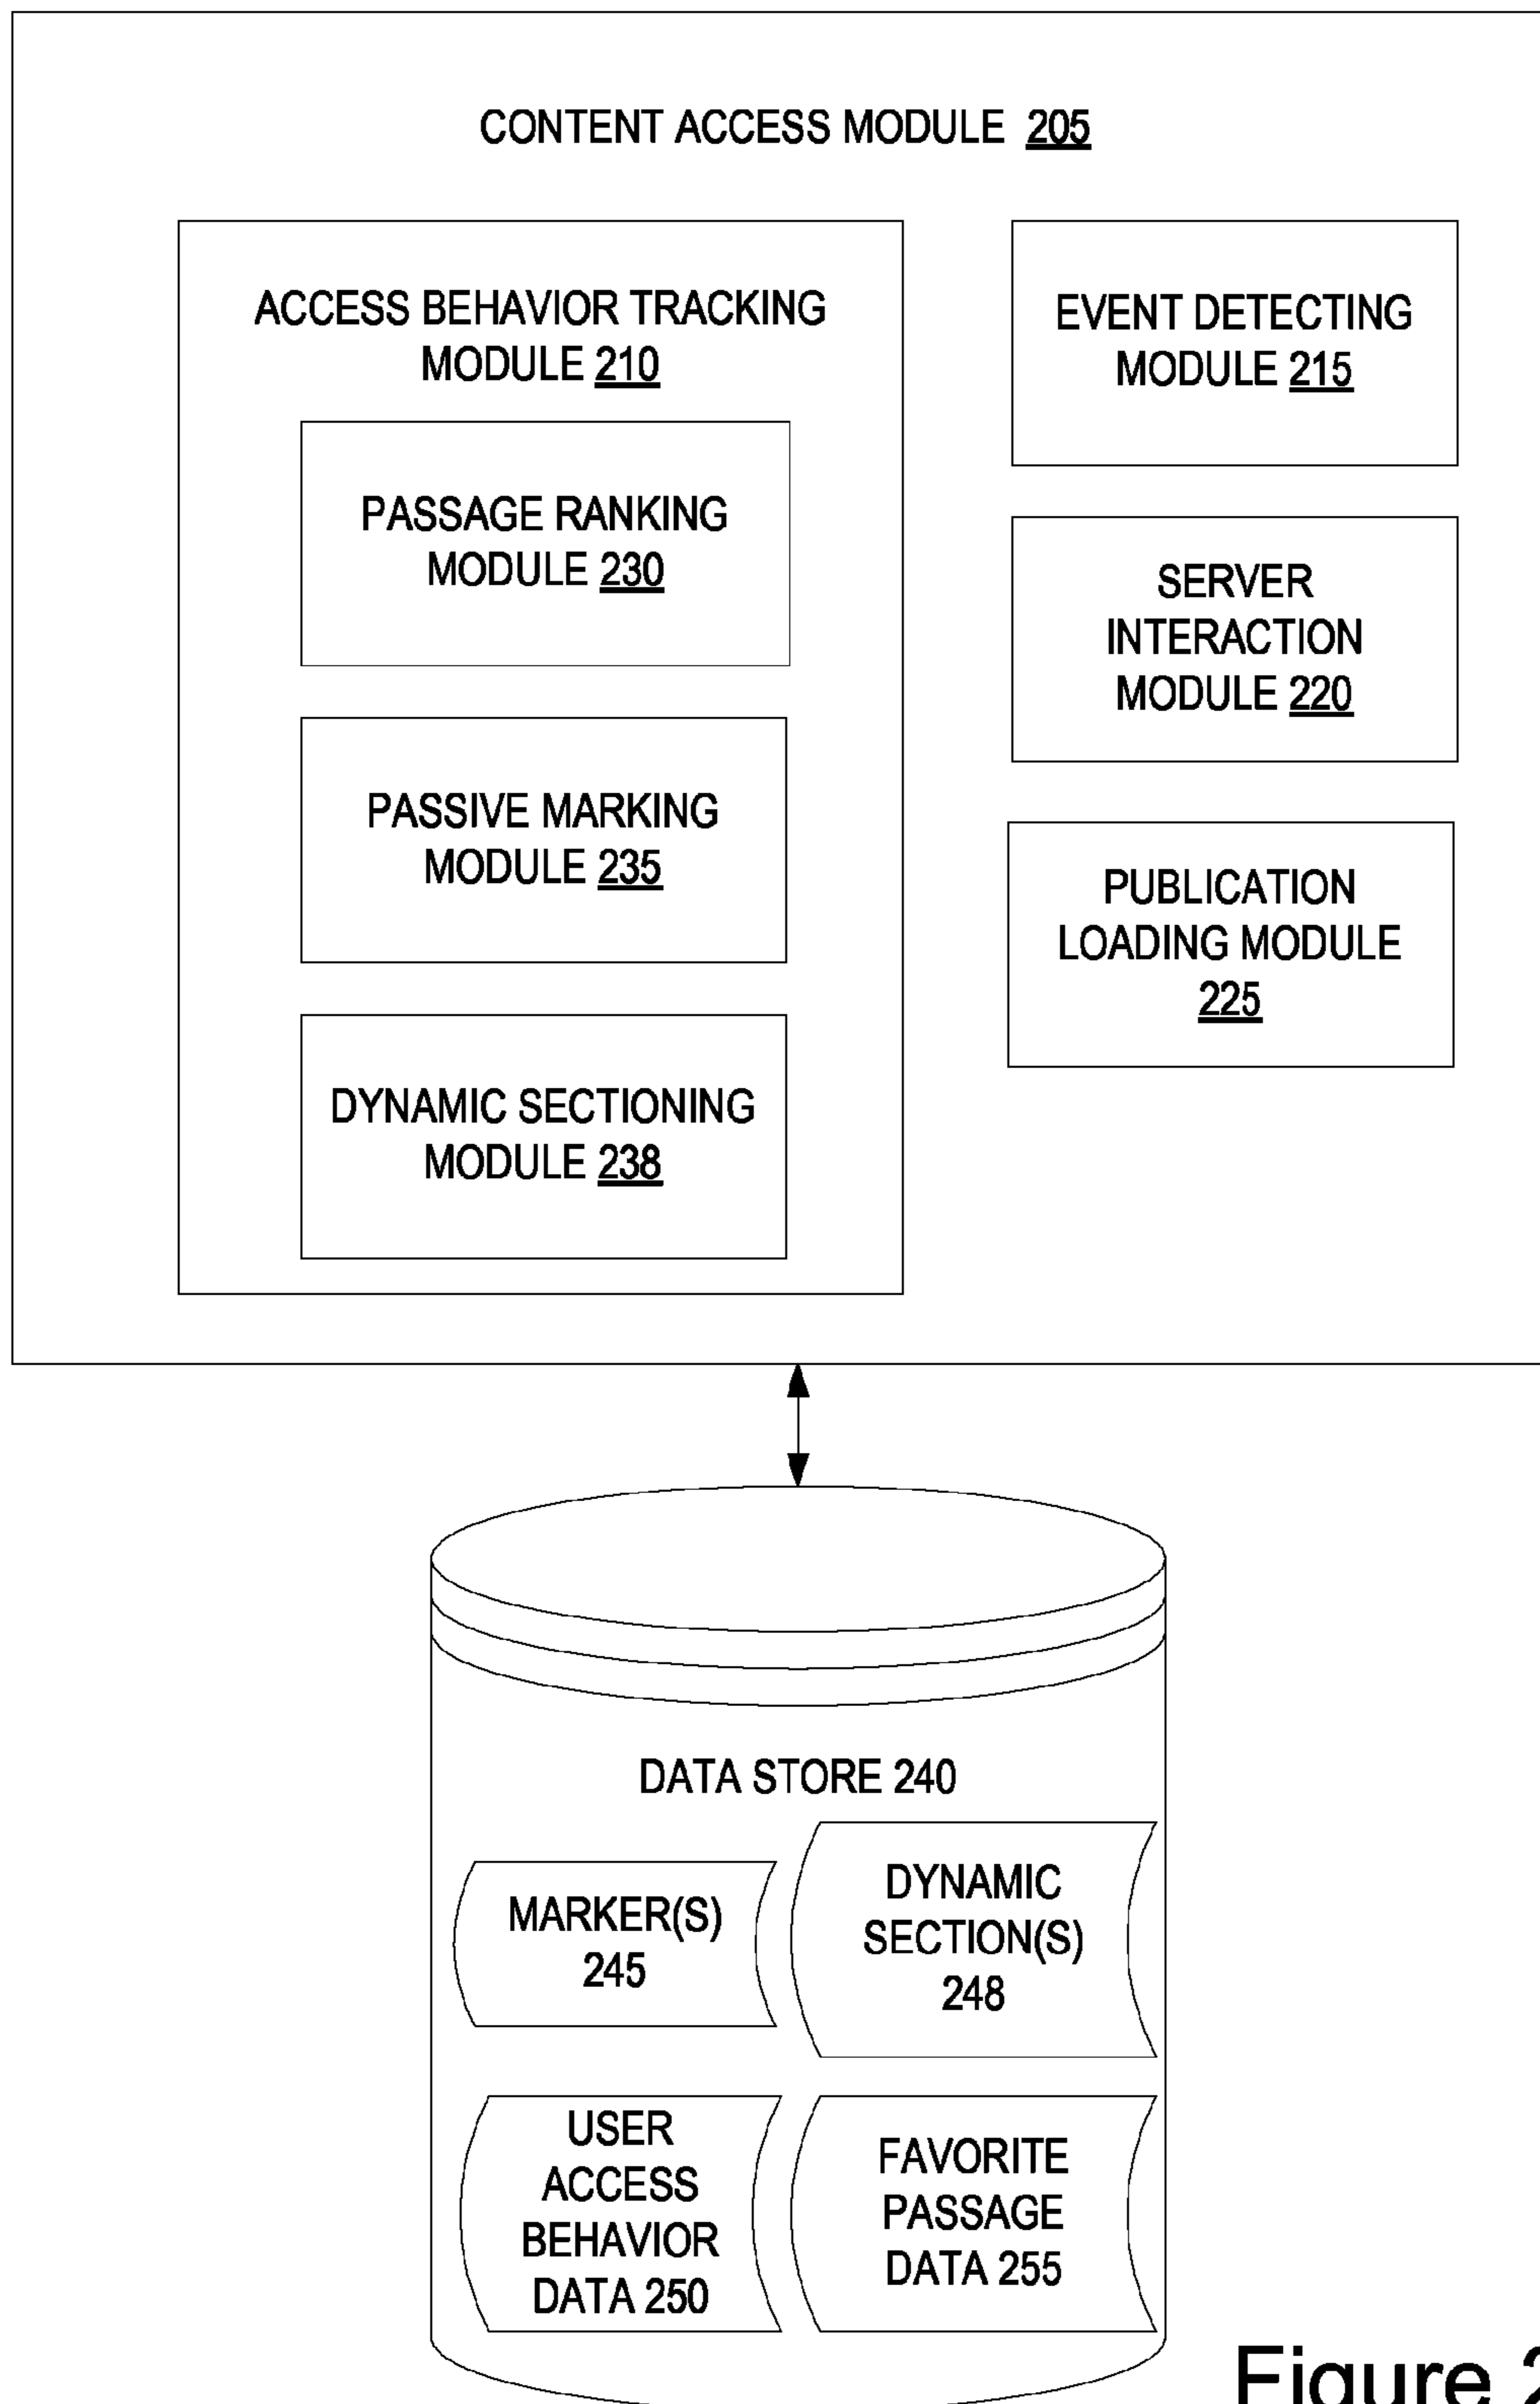 CONTENT ACCESS MODULE 205
ACCESS BEHAVIOR TRACKING
MODULE 210
PASSAGE RANKING
MODULE 230
PASSIVE MARKING
MODULE 235
DYNAMIC SECTIONING
MODULE 238
EVENT DETECTING
MODULE 215
SERVER
INTERACTION
MODULE 220
PUBLICATION
LOADING MODULE
225
DATA STORE 240
MARKER(S)
245
DYNAMIC
SECTION(S)
248
USER
ACCESS
BEHAVIOR
DATA 250
FAVORITE
PASSAGE
DATA 255
Figure 2